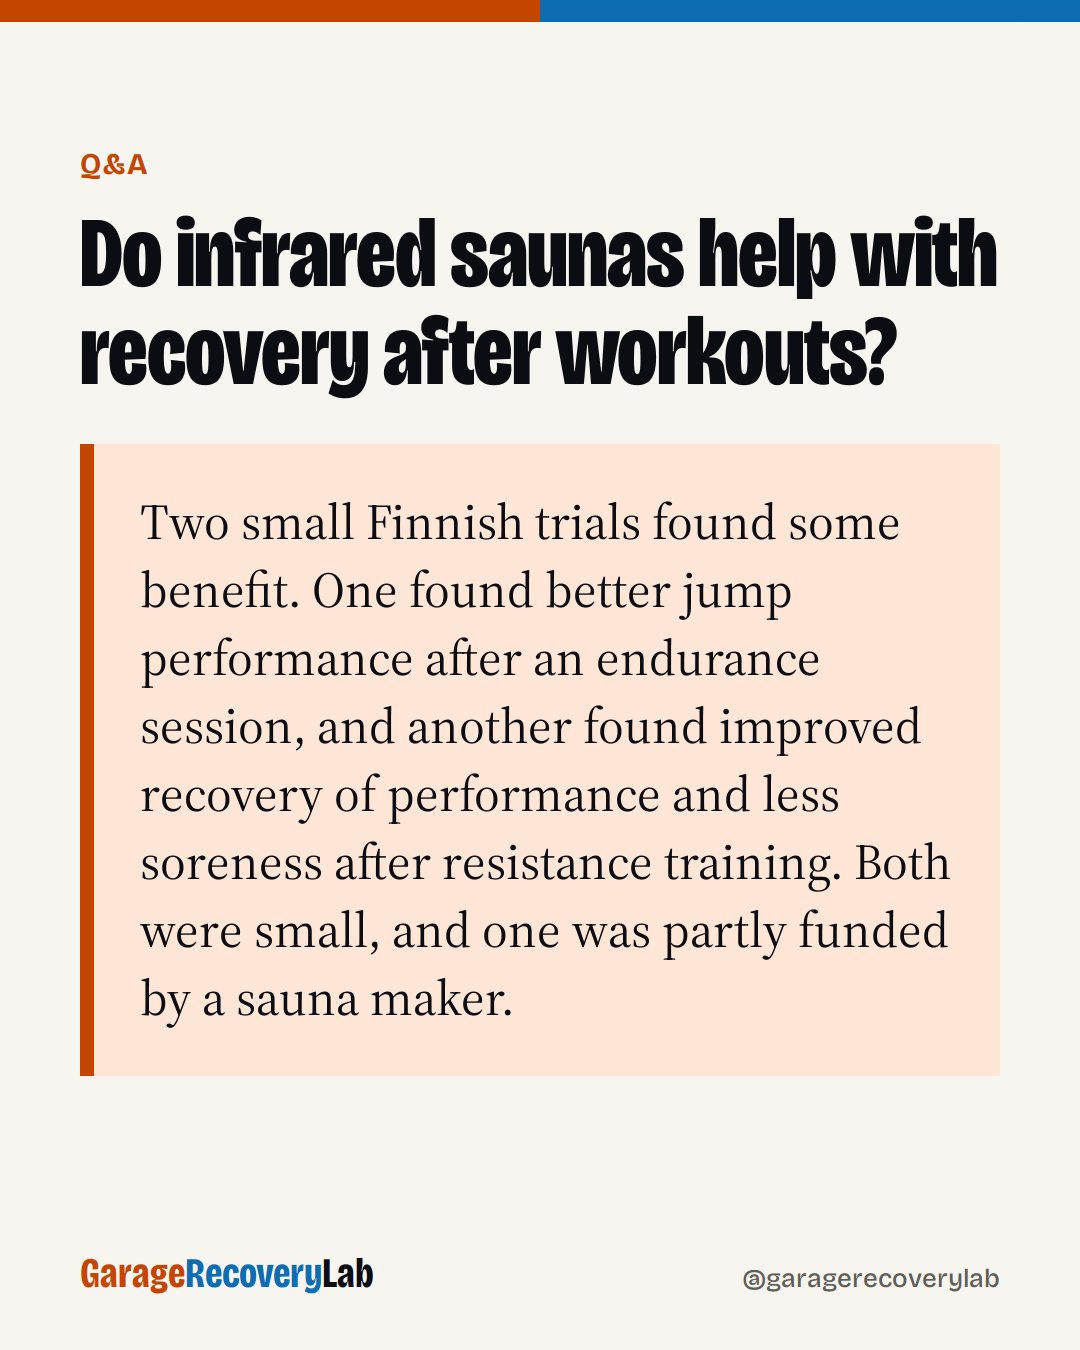 Q&A
Do infrared saunas help with
recovery after workouts?
Two small Finnish trials found some
benefit. One found better jump
performance after an endurance
session, and another found improved
recovery of performance and less
soreness after resistance training. Both
were small, and one was partly funded
by a sauna maker.
GarageRecoveryLab
@garagerecoverylab